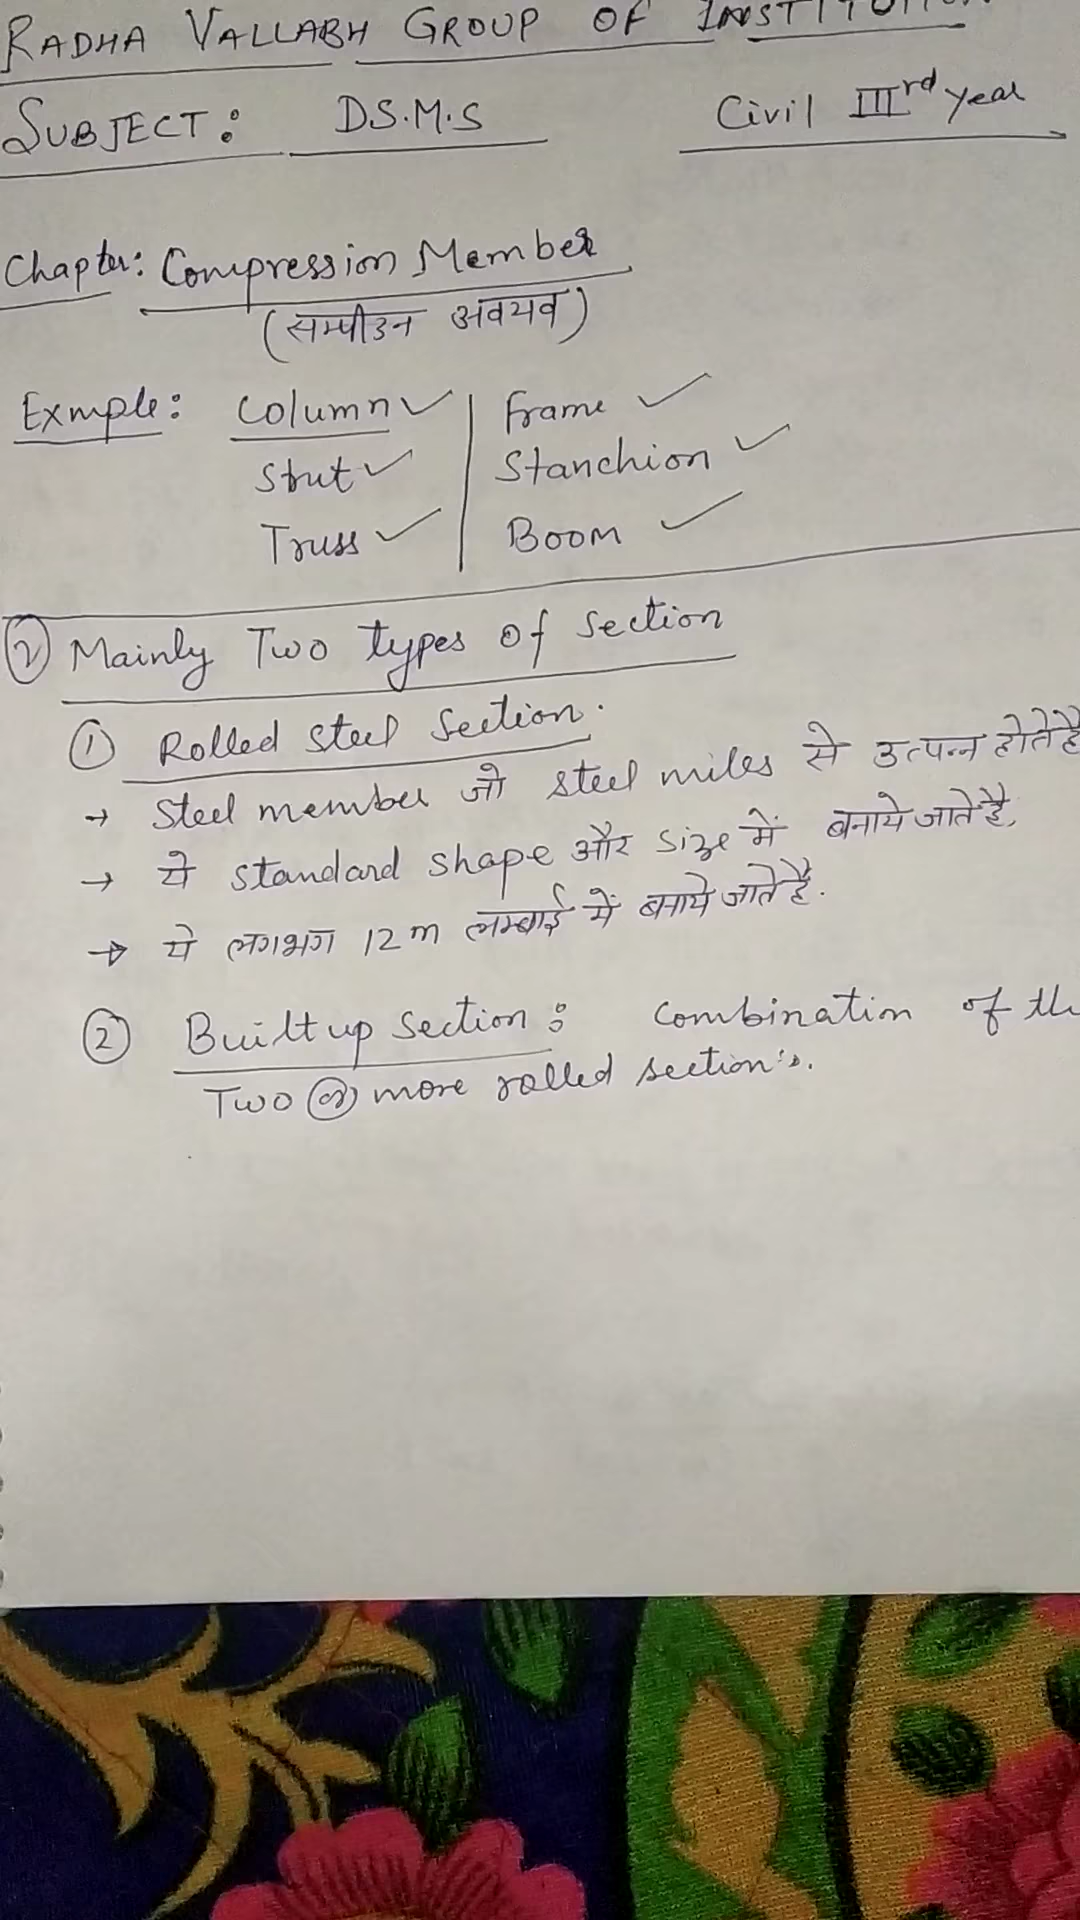 RADHA VALLABH GROUP OF INSTITUTION
SUBJECT: DS.M.S Civil IIIrd year
Chapter: Compression Member
(सम्पीडन अवयव)
Exmple: Column ✓ | Frame ✓
Strut ✓ | Stanchion ✓
Truss ✓ | Boom ✓
② Mainly Two types of Section
① Rolled steel Section.
→ Steel member जो steel miles से उत्पन्न होते है
→ ये standard shape और size में बनाये जाते है,
→ ये लगभग 12m लम्बाई में बनाये जाते है.
② Built up section: Combination of the
Two (or) more rolled section's.